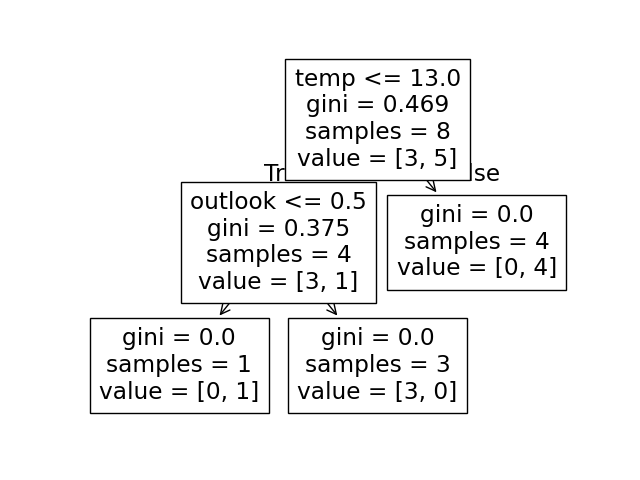 temp <= 13.0
gini = 0.469
samples = 8
value = [3, 5]
outlook <= 0.5
gini = 0.375
samples = 4
value = [3, 1]
gini = 0.0
samples = 4
value = [0, 4]
gini = 0.0
samples = 1
value = [0, 1]
gini = 0.0
samples = 3
value = [3, 0]